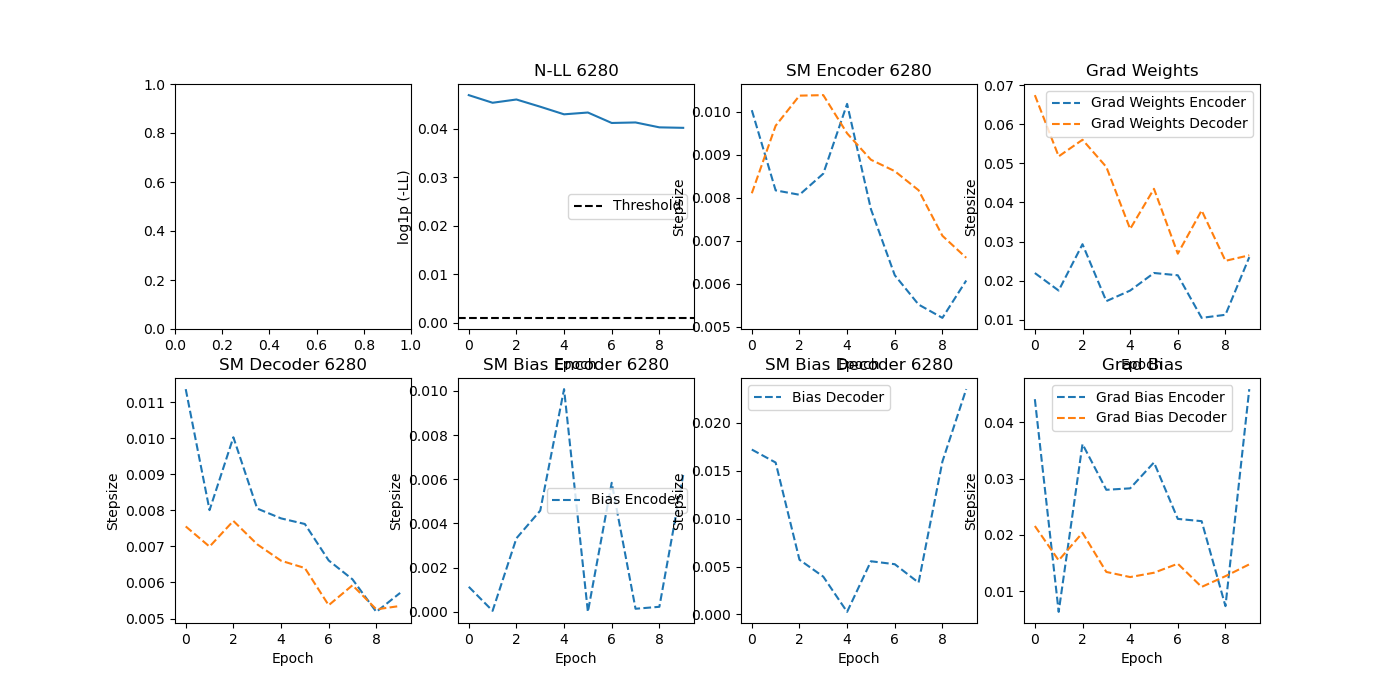 1.0
0.8
0.6
0.4
0.2
0.0
0.0 0.2 0.4 0.6 0.8 1.0
N-LL 6280
log1p (-LL)
0.04
0.03
0.02
0.01
0.00
Threshold
0 2 4 6 8
Epoch
SM Encoder 6280
Stepsize
0.010
0.009
0.008
0.007
0.006
0.005
0 2 4 6 8
Epoch
Grad Weights
Stepsize
0.07
0.06
0.05
0.04
0.03
0.02
0.01
Grad Weights Encoder
Grad Weights Decoder
0 2 4 6 8
Epoch
SM Decoder 6280
Stepsize
0.011
0.010
0.009
0.008
0.007
0.006
0.005
0 2 4 6 8
Epoch
SM Bias Encoder 6280
Stepsize
0.010
0.008
0.006
0.004
0.002
0.000
Bias Encoder
0 2 4 6 8
Epoch
SM Bias Decoder 6280
Stepsize
0.020
0.015
0.010
0.005
0.000
Bias Decoder
0 2 4 6 8
Epoch
Grad Bias
Stepsize
0.04
0.03
0.02
0.01
Grad Bias Encoder
Grad Bias Decoder
0 2 4 6 8
Epoch